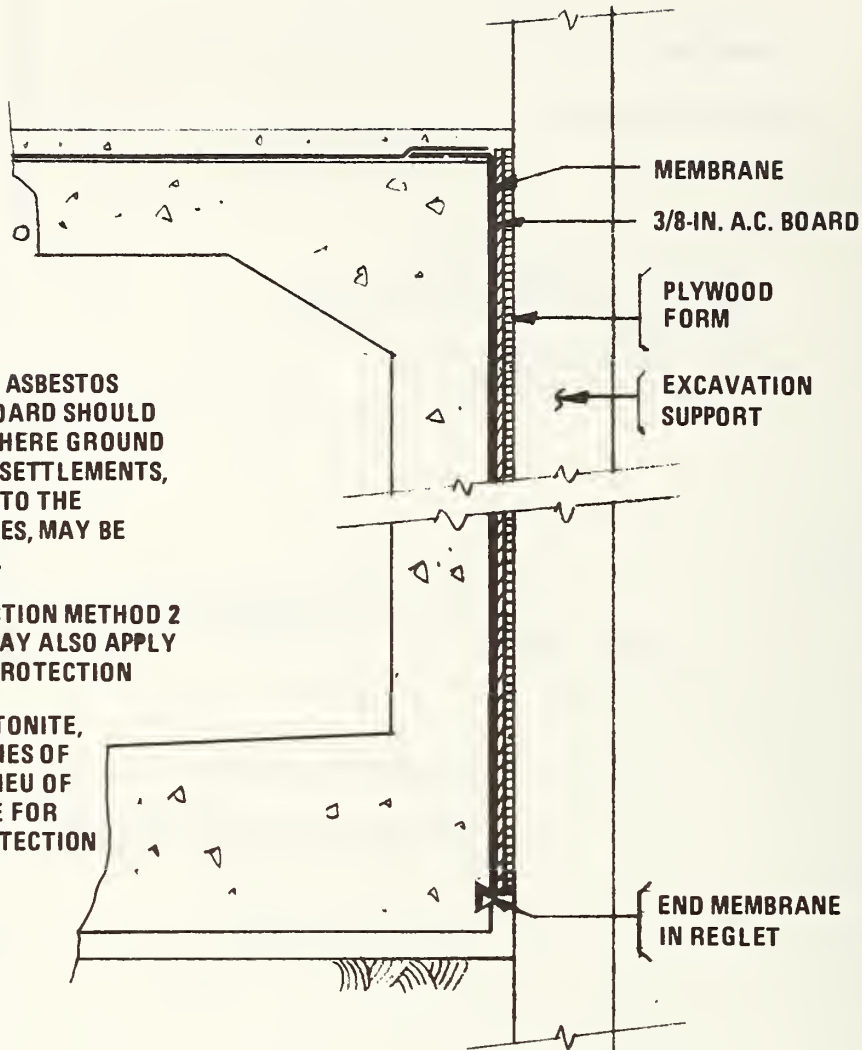 MEMBRANE
3/8-IN. A.C. BOARD
PLYWOOD
FORM
EXCAVATION
SUPPORT
ASBESTOS
OARD SHOULD
HERE GROUND
SETTLEMENTS,
TO THE
ES, MAY BE
TION METHOD 2
AY ALSO APPLY
ROTECTION
TONITE,
IES OF
IEU OF
E FOR
TECTION
END MEMBRANE
IN REGLET